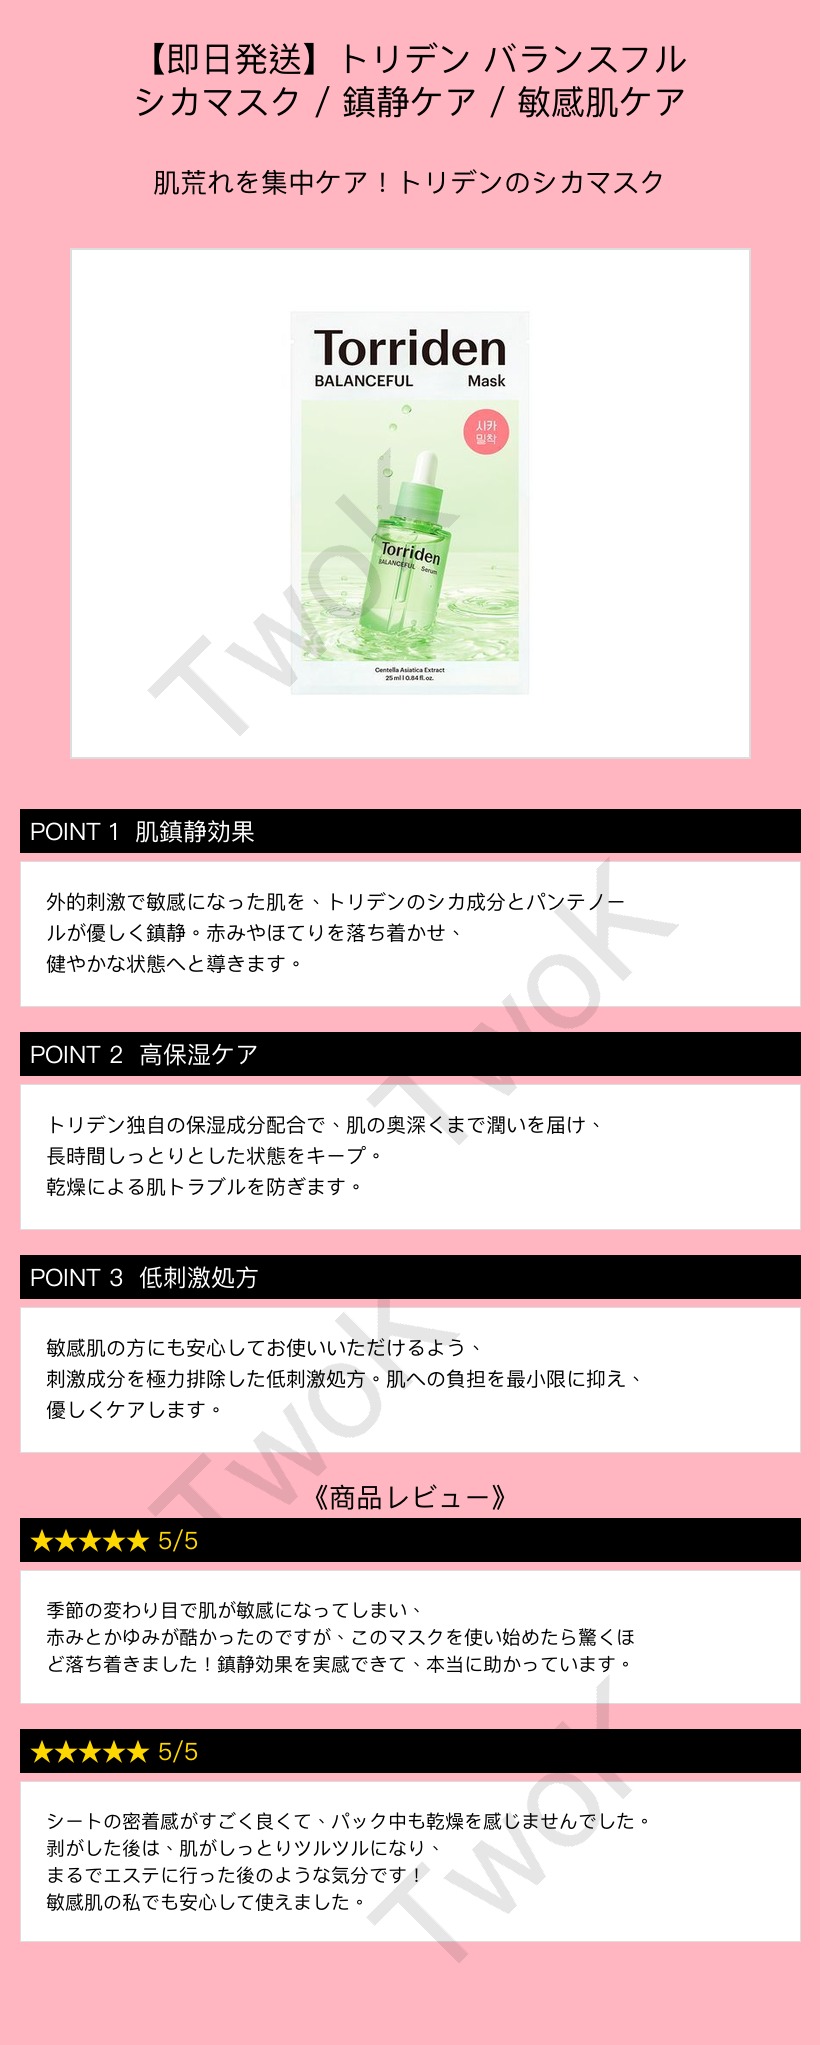 【即日発送】トリデン バランスフル
シカマスク / 鎮静ケア / 敏感肌ケア
肌荒れを集中ケア！トリデンのシカマスク
Torriden
BALANCEFUL Mask
시카
밀착
Torriden
BALANCEFUL Serum
Centella Asiatica Extract
25 ml l 0.84 fl. oz.
TwoK
POINT 1 肌鎮静効果
外的刺激で敏感になった肌を、トリデンのシカ成分とパンテノー
ルが優しく鎮静。赤みやほてりを落ち着かせ、
健やかな状態へと導きます。
TwoK
POINT 2 高保湿ケア
トリデン独自の保湿成分配合で、肌の奥深くまで潤いを届け、
長時間しっとりとした状態をキープ。
乾燥による肌トラブルを防ぎます。
POINT 3 低刺激処方
敏感肌の方にも安心してお使いいただけるよう、
刺激成分を極力排除した低刺激処方。肌への負担を最小限に抑え、
優しくケアします。
TwoK
《商品レビュー》
★★★★★ 5/5
季節の変わり目で肌が敏感になってしまい、
赤みとかゆみが酷かったのですが、このマスクを使い始めたら驚くほ
ど落ち着きました！鎮静効果を実感できて、本当に助かっています。
★★★★★ 5/5
シートの密着感がすごく良くて、パック中も乾燥を感じませんでした。
剥がした後は、肌がしっとりツルツルになり、
まるでエステに行った後のような気分です！
敏感肌の私でも安心して使えました。
TwoK